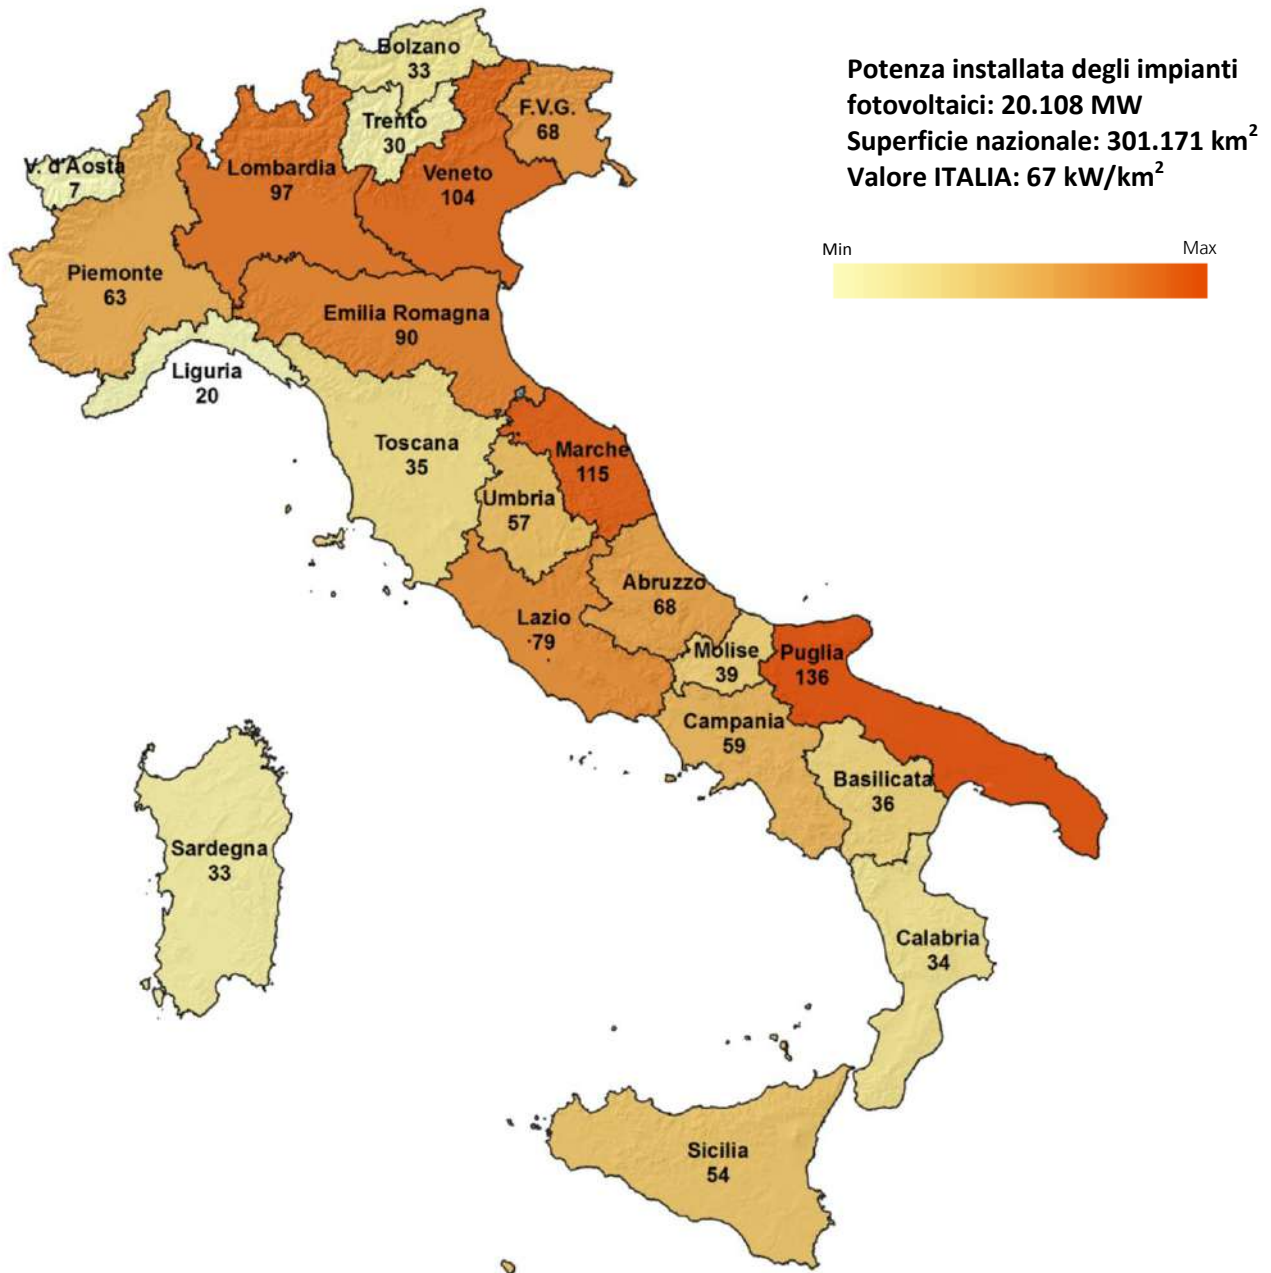 Potenza installata degli impianti
fotovoltaici: 20.108 MW
Superficie nazionale: 301.171 km²
Valore ITALIA: 67 kW/km²
Min
Max
Bolzano
33
Trento
30
F.V.G.
68
V. d'Aosta
7
Lombardia
97
Veneto
104
Piemonte
63
Emilia Romagna
90
Liguria
20
Toscana
35
Marche
115
Umbria
57
Abruzzo
68
Lazio
79
Molise
39
Puglia
136
Campania
59
Basilicata
36
Sardegna
33
Calabria
34
Sicilia
54